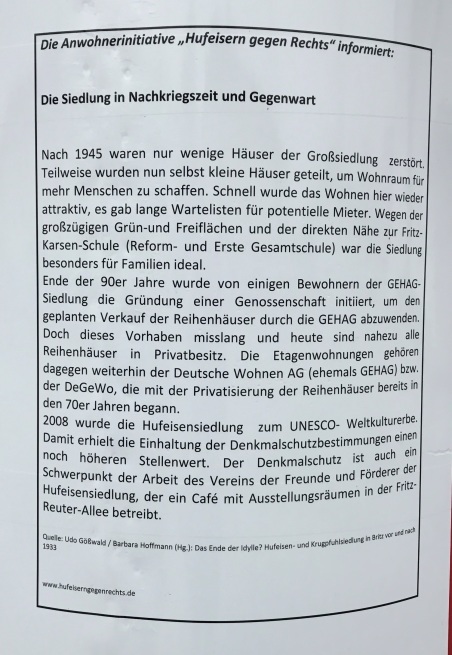 Die Anwohnerinitiative „Hufeisern gegen Rechts“ informiert:
Die Siedlung in Nachkriegszeit und Gegenwart
Nach 1945 waren nur wenige Häuser der Großsiedlung zerstört.
Teilweise wurden nun selbst kleine Häuser geteilt, um Wohnraum für
mehr Menschen zu schaffen. Schnell wurde das Wohnen hier wieder
attraktiv, es gab lange Wartelisten für potentielle Mieter. Wegen der
großzügigen Grün-und Freiflächen und der direkten Nähe zur Fritz-
Karsen-Schule (Reform- und Erste Gesamtschule) war die Siedlung
besonders für Familien ideal.
Ende der 90er Jahre wurde von einigen Bewohnern der GEHAG-
Siedlung die Gründung einer Genossenschaft initiiert, um den
geplanten Verkauf der Reihenhäuser durch die GEHAG abzuwenden.
Doch dieses Vorhaben misslang und heute sind nahezu alle
Reihenhäuser in Privatbesitz. Die Etagenwohnungen gehören
dagegen weiterhin der Deutsche Wohnen AG (ehemals GEHAG) bzw.
der DeGeWo, die mit der Privatisierung der Reihenhäuser bereits in
den 70er Jahren begann.
2008 wurde die Hufeisensiedlung zum UNESCO- Weltkulturerbe.
Damit erhielt die Einhaltung der Denkmalschutzbestimmungen einen
noch höheren Stellenwert. Der Denkmalschutz ist auch ein
Schwerpunkt der Arbeit des Vereins der Freunde und Förderer der
Hufeisensiedlung, der ein Café mit Ausstellungsräumen in der Fritz-
Reuter-Allee betreibt.
Quelle: Udo Gößwald / Barbara Hoffmann (Hg.): Das Ende der Idylle? Hufeisen- und Krugpfuhlsiedlung in Britz vor und nach
1933
www.hufeiserngegenrechts.de